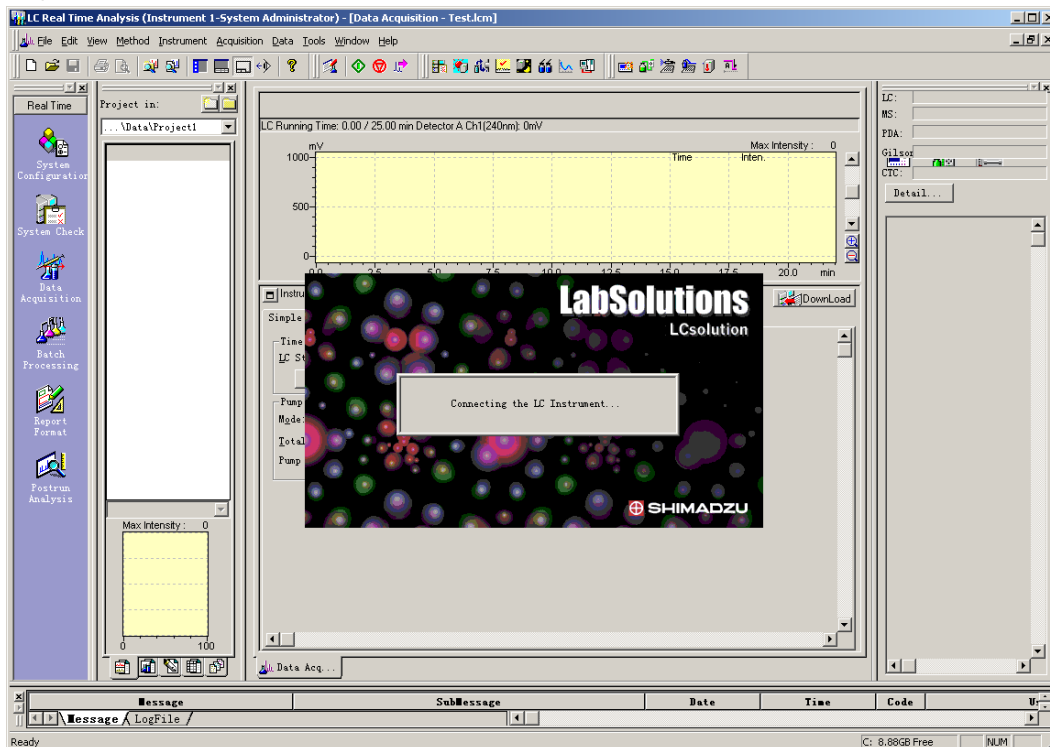 LC Real Time Analysis (Instrument 1-System Administrator) - [Data Acquisition - Test.lcm]
File Edit View Method Instrument Acquisition Data Tools Window Help
Real Time
System
Configuration
System Check
Data
Acquisition
Batch
Processing
Report
Format
Postrun
Analysis
Project in:
...\Data\Project1
Max Intensity : 0
0 100
LC Running Time: 0.00 / 25.00 min Detector A Ch1(240nm): 0mV
mV
Max Intensity : 0
Time Inten.
1000
500
0
0.0 2.5 5.0 7.5 10.0 12.5 15.0 17.5 20.0 min
Instru
DownLoad
Simple
Time
LC St
Pump
Mode:
Total
Pump
LabSolutions
LCsolution
Connecting the LC Instrument...
SHIMADZU
Data Acq...
LC:
MS:
PDA:
Gilson
CTC:
Detail...
Message SubMessage Date Time Code
Message LogFile
Ready
C: 8.88GB Free NUM